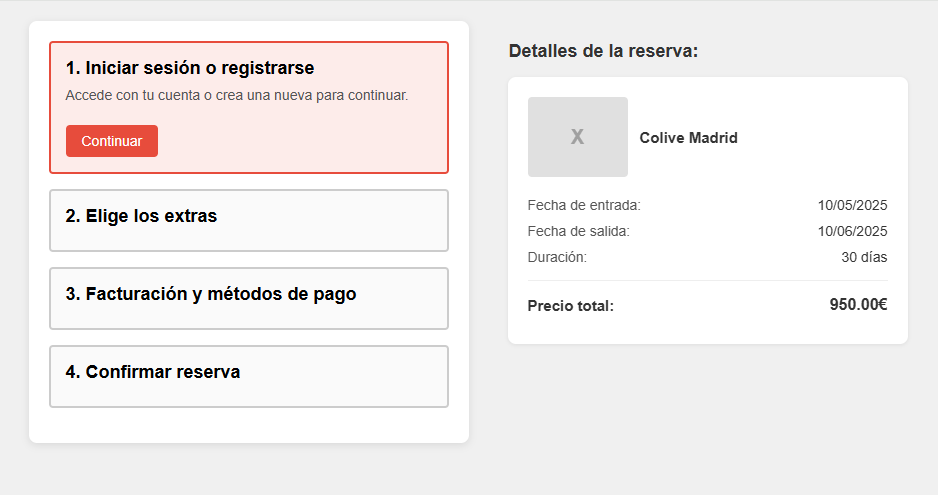 1. Iniciar sesión o registrarse
Accede con tu cuenta o crea una nueva para continuar.
Continuar
2. Elige los extras
3. Facturación y métodos de pago
4. Confirmar reserva
Detalles de la reserva:
X
Colive Madrid
Fecha de entrada: 10/05/2025
Fecha de salida: 10/06/2025
Duración: 30 días
Precio total: 950.00€